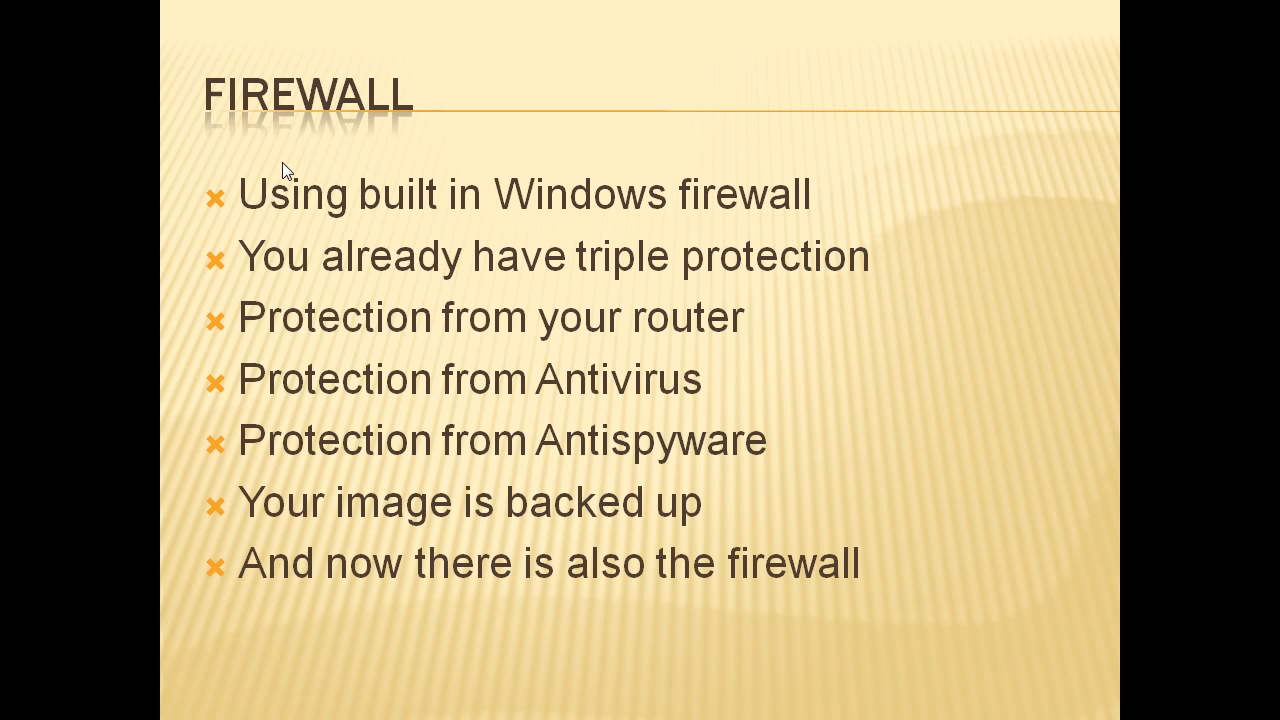 FIREWALL
Using built in Windows firewall
You already have triple protection
Protection from your router
Protection from Antivirus
Protection from Antispyware
Your image is backed up
And now there is also the firewall